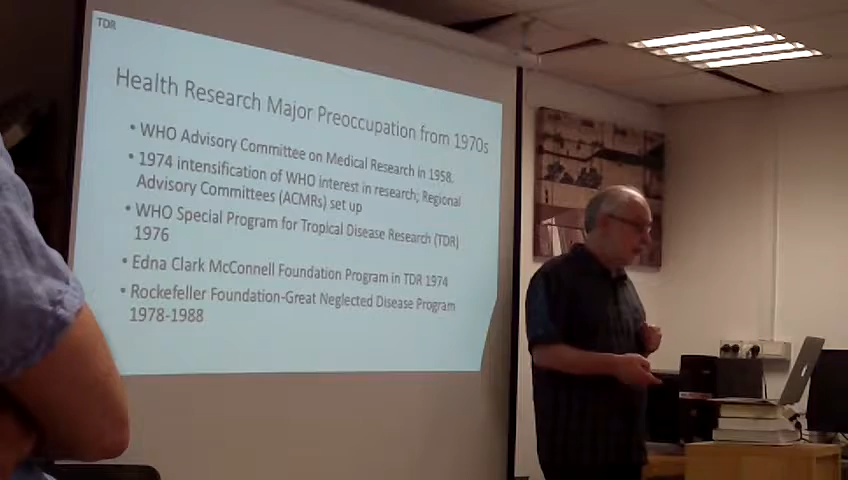 TDR
Health Research Major Preoccupation from 1970s
• WHO Advisory Committee on Medical Research in 1958.
• 1974 intensification of WHO interest in research; Regional
Advisory Committees (ACMRs) set up
• WHO Special Program for Tropical Disease Research (TDR)
1976
• Edna Clark McConnell Foundation Program in TDR 1974
• Rockefeller Foundation-Great Neglected Disease Program
1978-1988